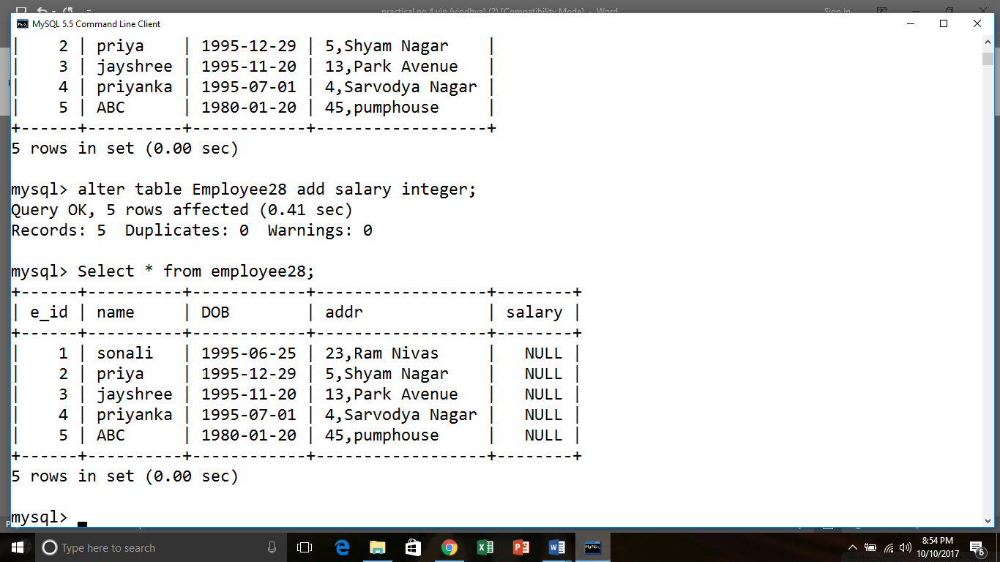 practical no 4 vin (vindhya) (2) [Compatibility Mode] - Word Sign in
MySQL 5.5 Command Line Client
|    2 | priya    | 1995-12-29 | 5,Shyam Nagar    |
|    3 | jayshree | 1995-11-20 | 13,Park Avenue   |
|    4 | priyanka | 1995-07-01 | 4,Sarvodya Nagar |
|    5 | ABC      | 1980-01-20 | 45,pumphouse     |
+------+----------+------------+------------------+
5 rows in set (0.00 sec)
mysql> alter table Employee28 add salary integer;
Query OK, 5 rows affected (0.41 sec)
Records: 5  Duplicates: 0  Warnings: 0
mysql> Select * from employee28;
+------+----------+------------+------------------+--------+
| e_id | name     | DOB        | addr             | salary |
+------+----------+------------+------------------+--------+
|    1 | sonali   | 1995-06-25 | 23,Ram Nivas     |   NULL |
|    2 | priya    | 1995-12-29 | 5,Shyam Nagar    |   NULL |
|    3 | jayshree | 1995-11-20 | 13,Park Avenue   |   NULL |
|    4 | priyanka | 1995-07-01 | 4,Sarvodya Nagar |   NULL |
|    5 | ABC      | 1980-01-20 | 45,pumphouse     |   NULL |
+------+----------+------------+------------------+--------+
5 rows in set (0.00 sec)
mysql>
Type here to search
8:54 PM
10/10/2017
6